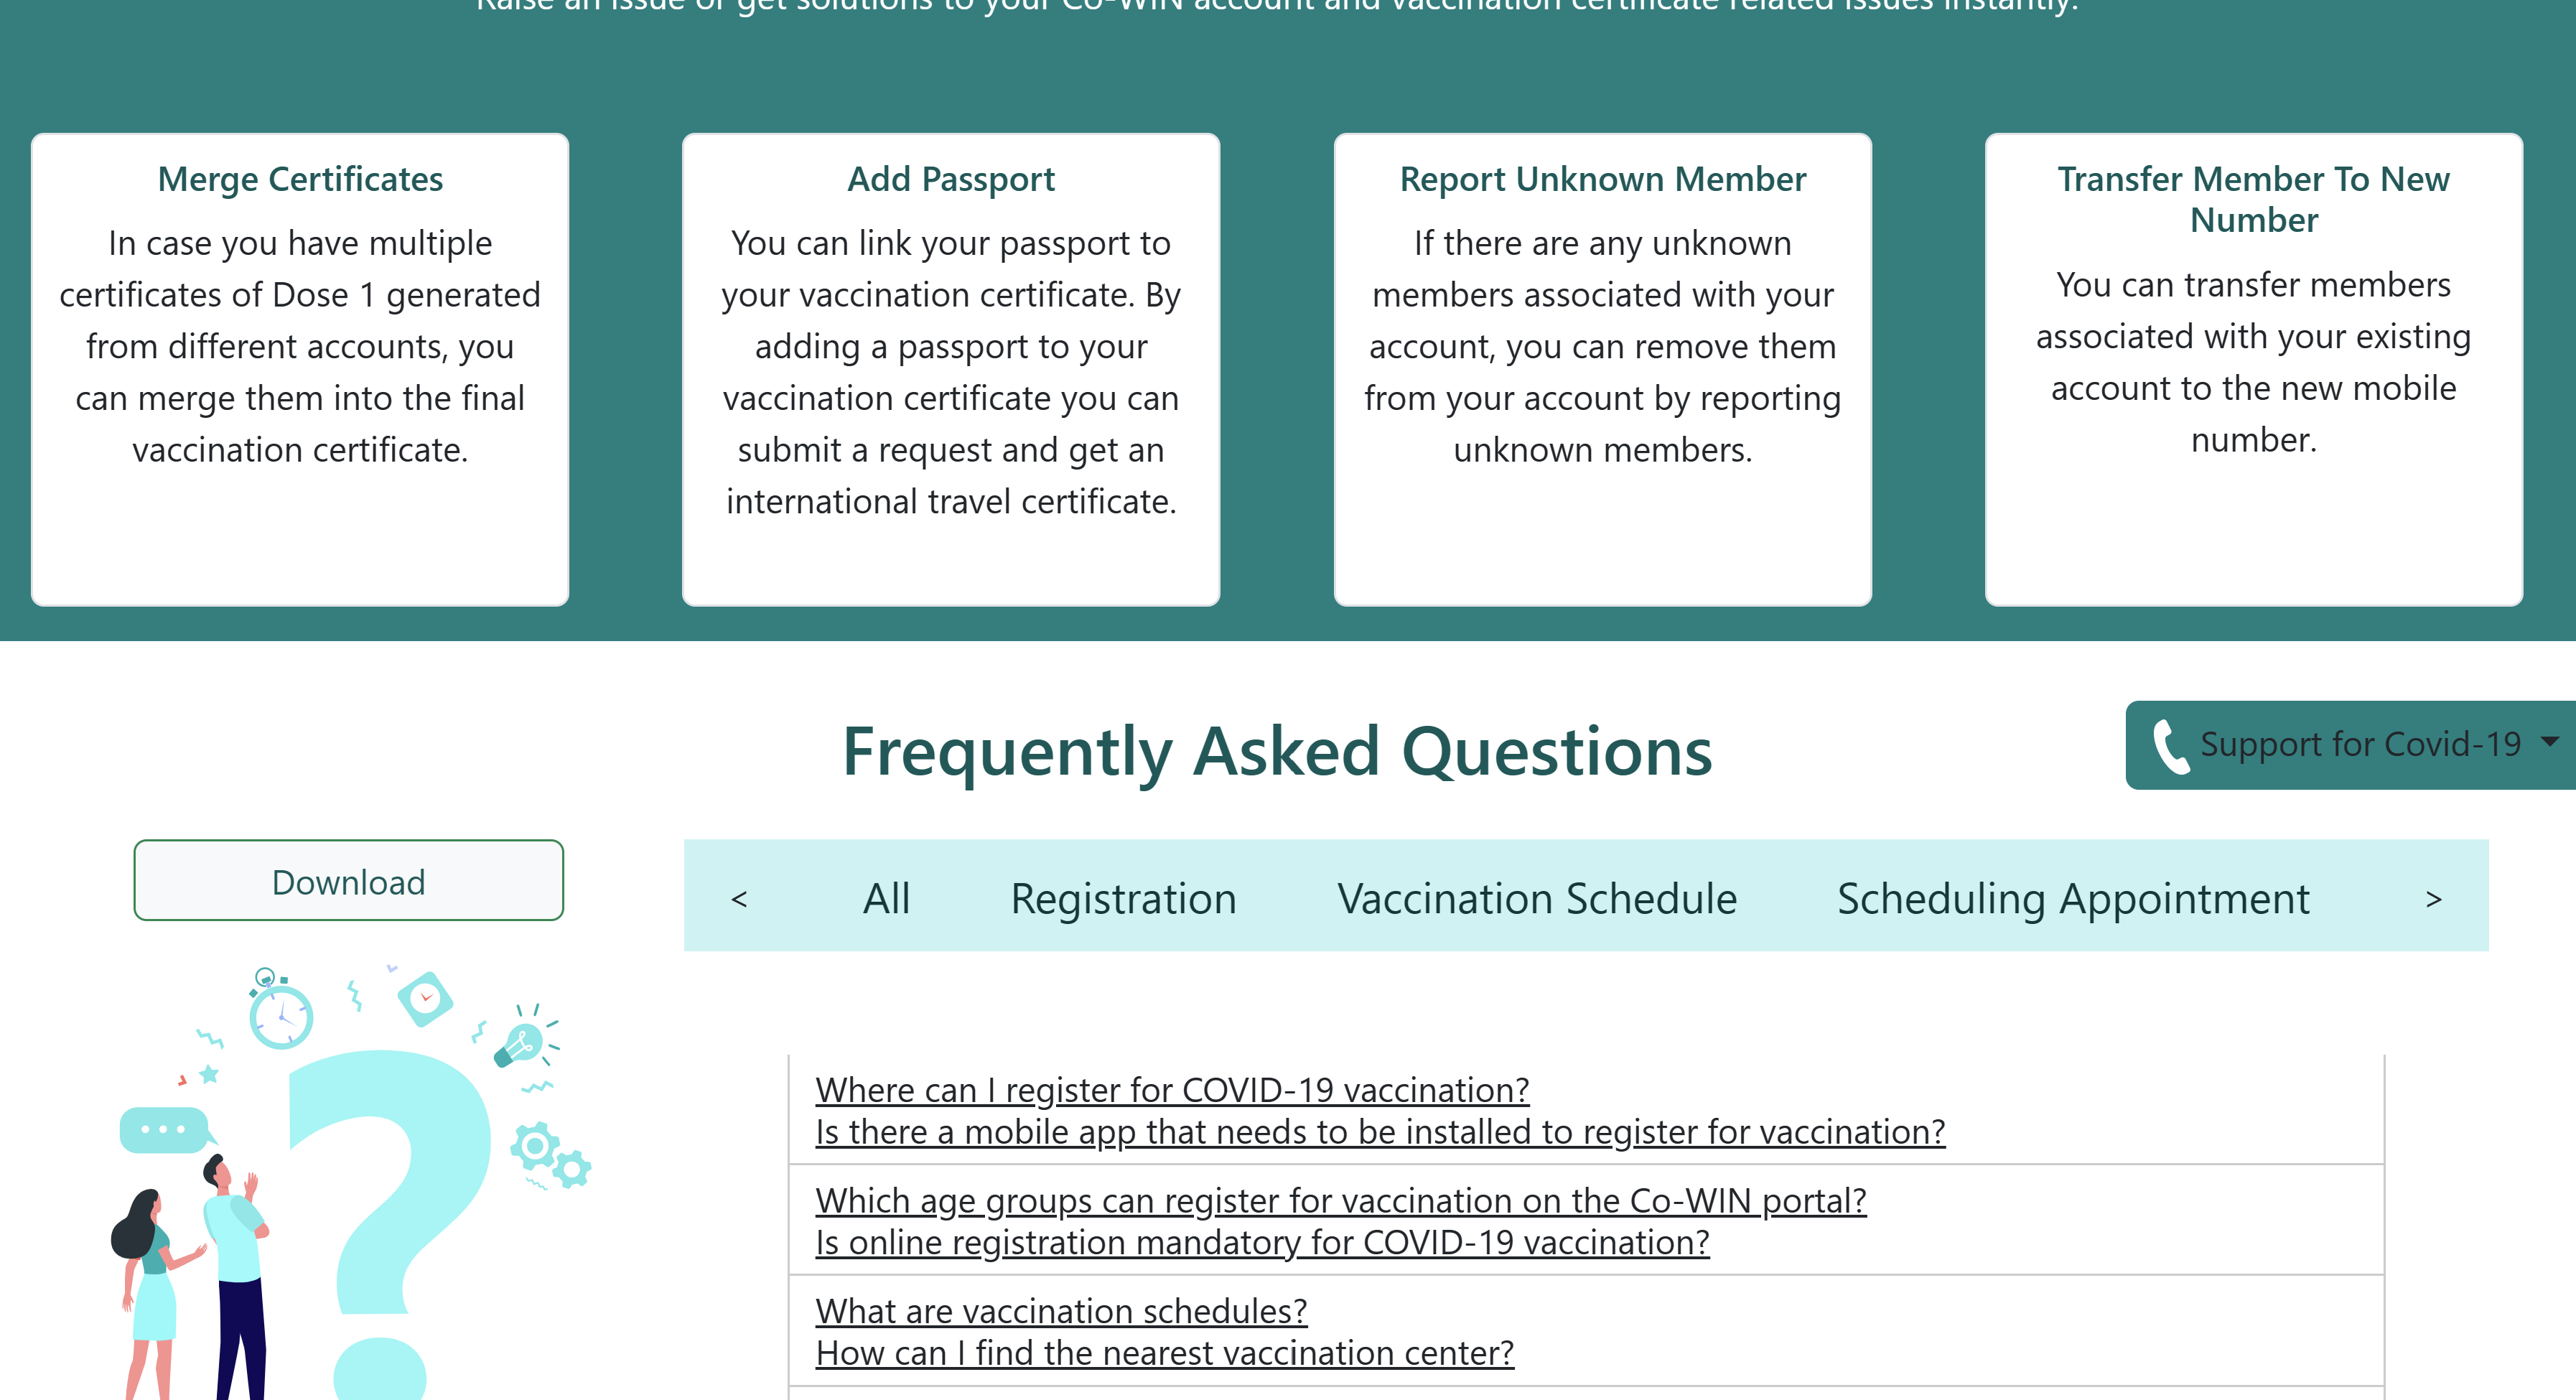 Raise an issue or get solutions to your Co-WIN account and vaccination certificate related issues instantly.
Merge Certificates
In case you have multiple
certificates of Dose 1 generated
from different accounts, you
can merge them into the final
vaccination certificate.
Add Passport
You can link your passport to
your vaccination certificate. By
adding a passport to your
vaccination certificate you can
submit a request and get an
international travel certificate.
Report Unknown Member
If there are any unknown
members associated with your
account, you can remove them
from your account by reporting
unknown members.
Transfer Member To New
Number
You can transfer members
associated with your existing
account to the new mobile
number.
Frequently Asked Questions
Support for Covid-19
Download
< All Registration Vaccination Schedule Scheduling Appointment >
Where can I register for COVID-19 vaccination?
Is there a mobile app that needs to be installed to register for vaccination?
Which age groups can register for vaccination on the Co-WIN portal?
Is online registration mandatory for COVID-19 vaccination?
What are vaccination schedules?
How can I find the nearest vaccination center?